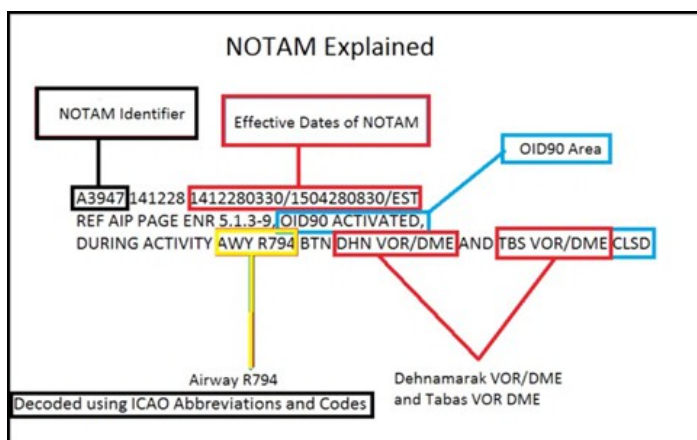 NOTAM Explained
NOTAM Identifier
Effective Dates of NOTAM
OID90 Area
A3947 141228 1412280330/1504280830/EST
REF AIP PAGE ENR 5.1.3-9, OID90 ACTIVATED,
DURING ACTIVITY AWY R794 BTN DHN VOR/DME AND TBS VOR/DME CLSD
Airway R794
Decoded using ICAO Abbreviations and Codes
Dehnamarak VOR/DME
and Tabas VOR DME